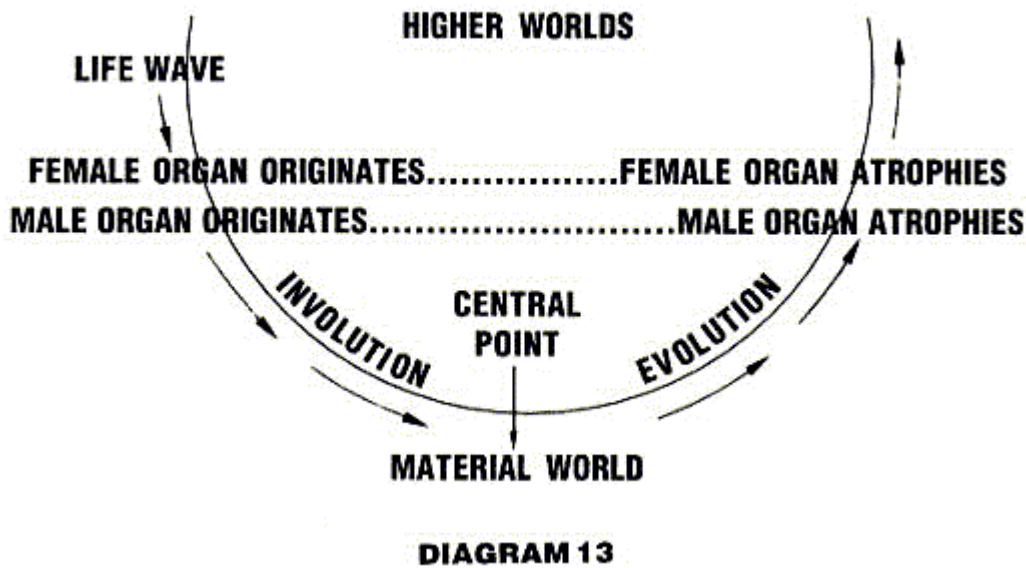 HIGHER WORLDS
LIFE WAVE
FEMALE ORGAN ORIGINATES..................FEMALE ORGAN ATROPHIES
MALE ORGAN ORIGINATES...........................MALE ORGAN ATROPHIES
INVOLUTION
CENTRAL
POINT
EVOLUTION
MATERIAL WORLD
DIAGRAM 13